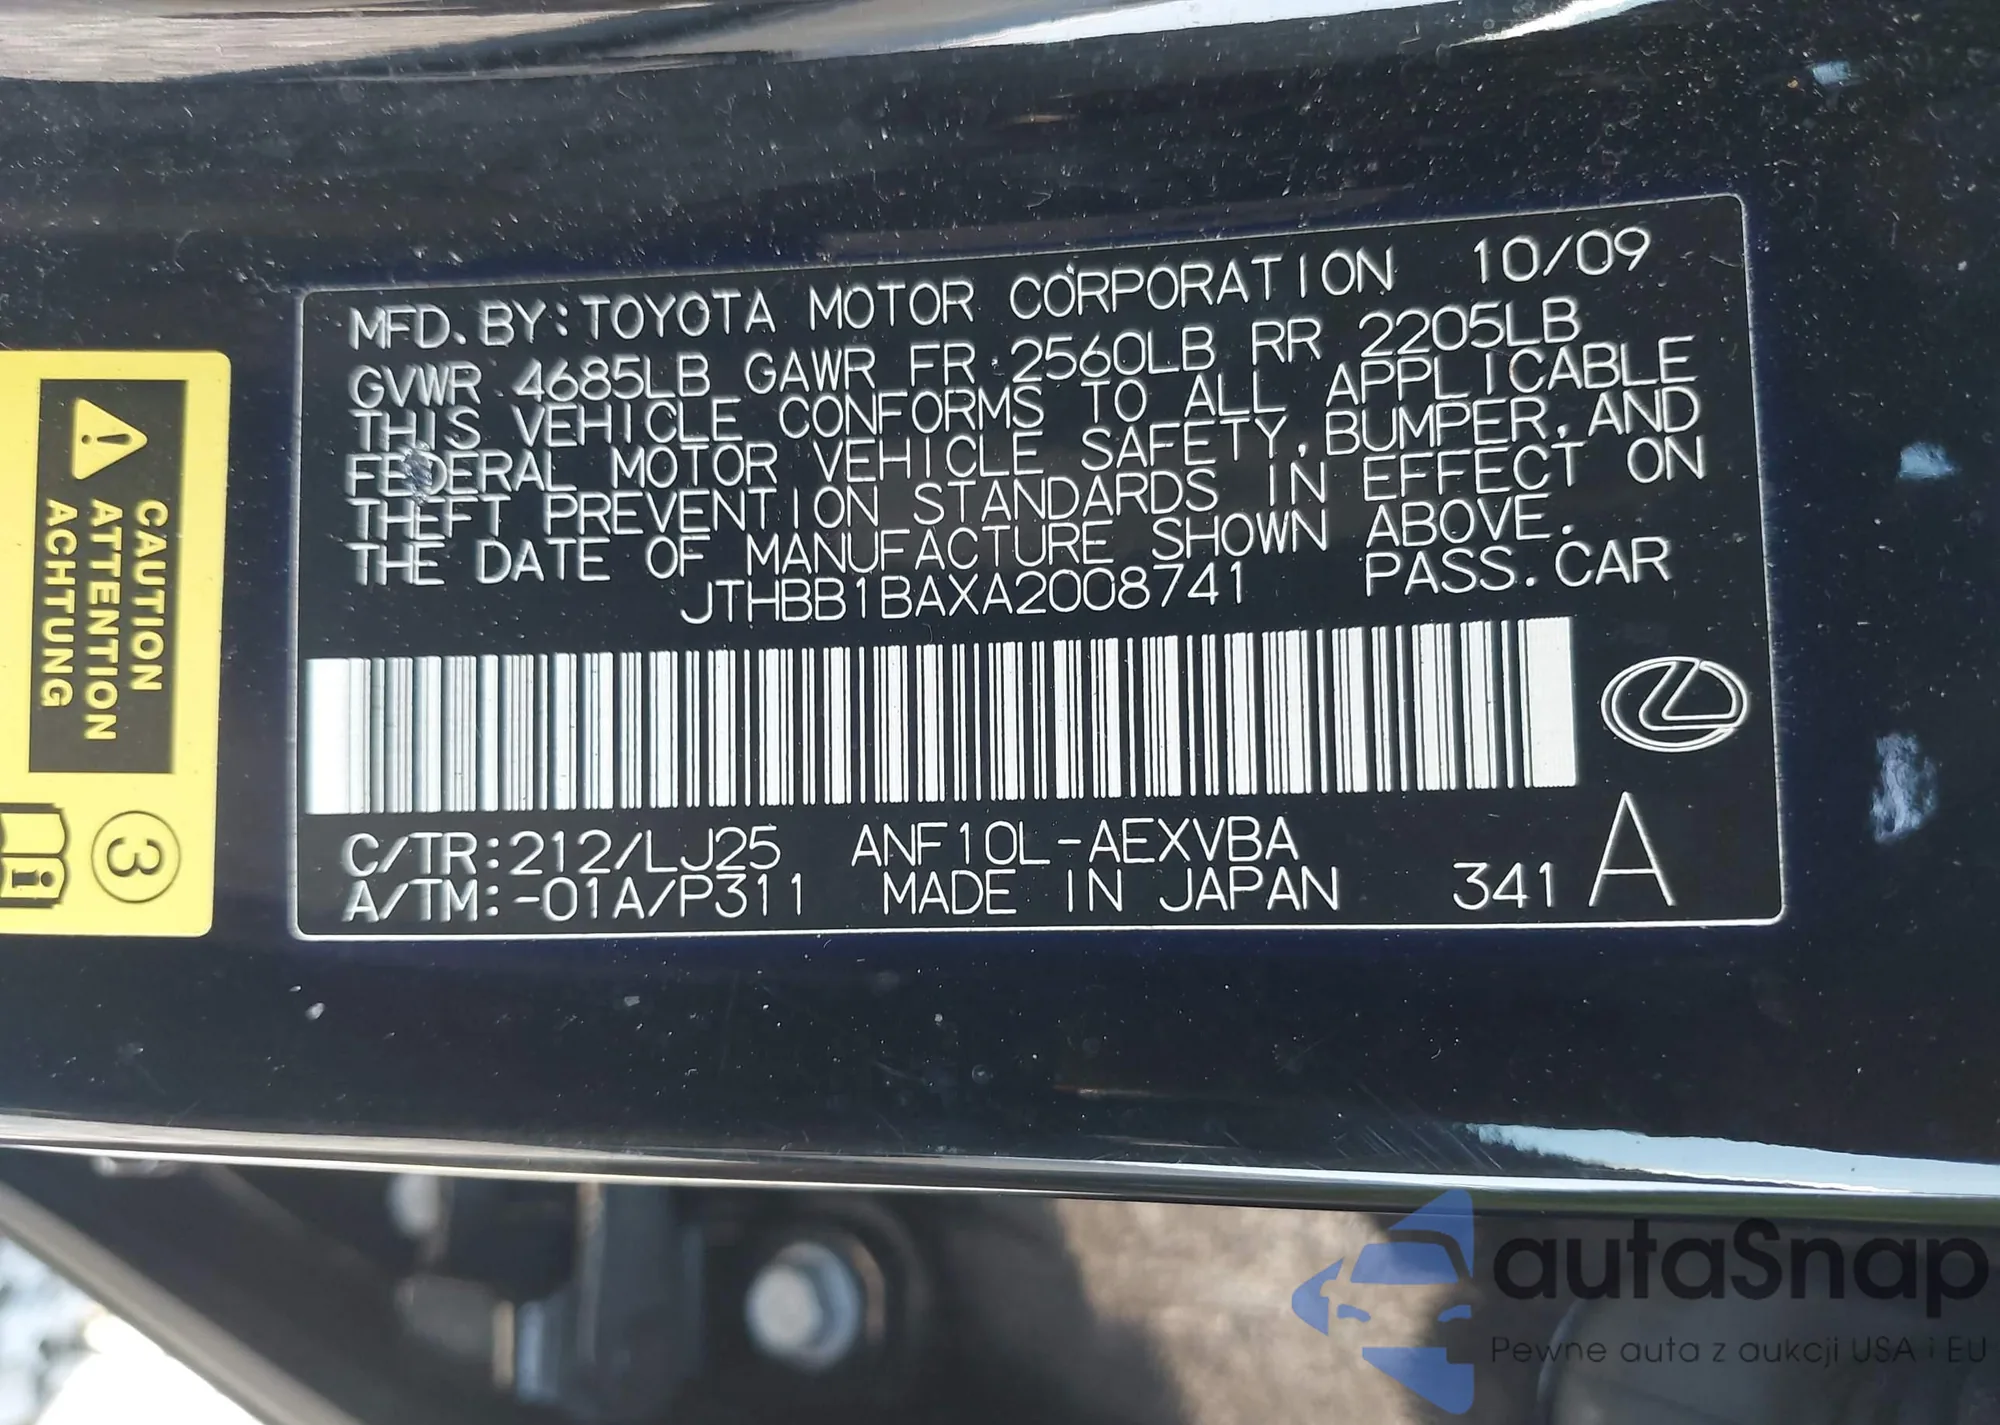 MFD.BY:TOYOTA MOTOR CORPORATION 10/09
GVWR 4685LB GAWR FR 2560LB RR 2205LB
THIS VEHICLE CONFORMS TO ALL APPLICABLE
FEDERAL MOTOR VEHICLE SAFETY,BUMPER,AND
THEFT PREVENTION STANDARDS IN EFFECT ON
THE DATE OF MANUFACTURE SHOWN ABOVE.
JTHBB1BAXA2008741 PASS.CAR
C/TR:212/LJ25 ANF10L-AEXVBA
A/TM:-01A/P311 MADE IN JAPAN 341 A
CAUTION
ATTENTION
ACHTUNG
3
autaSnap
Pewne auta z aukcji USA i EU